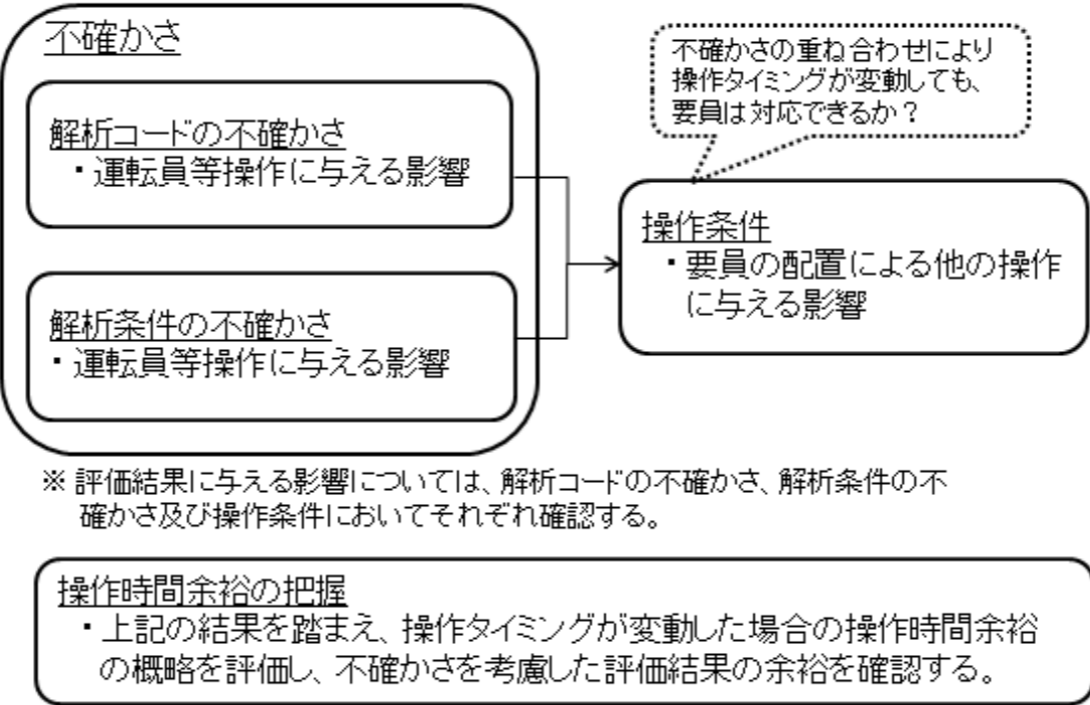 不確かさ
解析コードの不確かさ
・運転員等操作に与える影響
解析条件の不確かさ
・運転員等操作に与える影響
不確かさの重ね合わせにより
操作タイミングが変動しても、
要員は対応できるか？
操作条件
・要員の配置による他の操作
に与える影響
※ 評価結果に与える影響については、解析コードの不確かさ、解析条件の不
確かさ及び操作条件においてそれぞれ確認する。
操作時間余裕の把握
・上記の結果を踏まえ、操作タイミングが変動した場合の操作時間余裕
の概略を評価し、不確かさを考慮した評価結果の余裕を確認する。